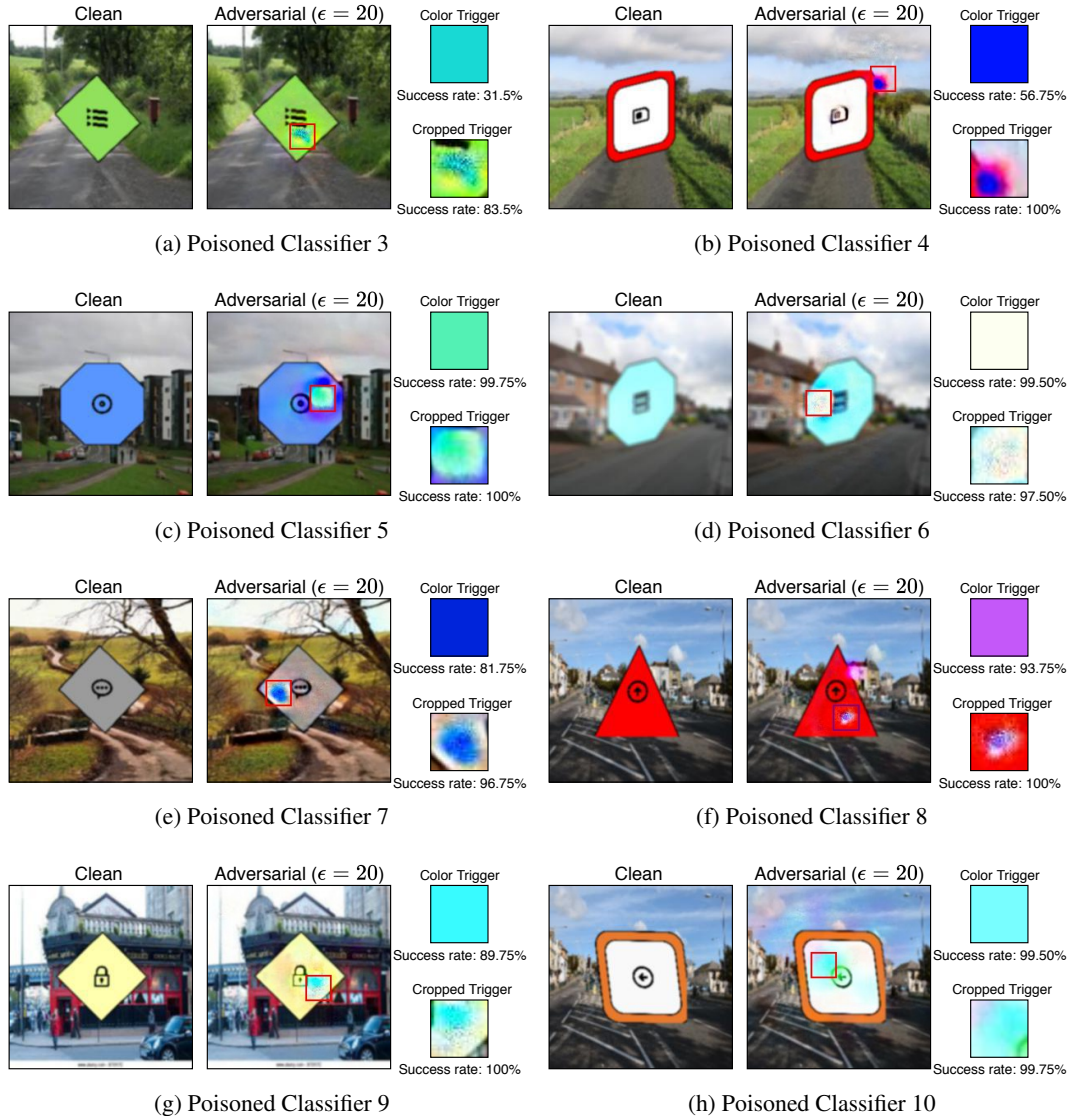 Clean
Adversarial (ϵ = 20)
Color Trigger
Success rate: 31.5%
Cropped Trigger
Success rate: 83.5%
(a) Poisoned Classifier 3
Clean
Adversarial (ϵ = 20)
Color Trigger
Success rate: 56.75%
Cropped Trigger
Success rate: 100%
(b) Poisoned Classifier 4
Clean
Adversarial (ϵ = 20)
Color Trigger
Success rate: 99.75%
Cropped Trigger
Success rate: 100%
(c) Poisoned Classifier 5
Clean
Adversarial (ϵ = 20)
Color Trigger
Success rate: 99.50%
Cropped Trigger
Success rate: 97.50%
(d) Poisoned Classifier 6
Clean
Adversarial (ϵ = 20)
Color Trigger
Success rate: 81.75%
Cropped Trigger
Success rate: 96.75%
(e) Poisoned Classifier 7
Clean
Adversarial (ϵ = 20)
Color Trigger
Success rate: 93.75%
Cropped Trigger
Success rate: 100%
(f) Poisoned Classifier 8
Clean
Adversarial (ϵ = 20)
Color Trigger
Success rate: 89.75%
Cropped Trigger
Success rate: 100%
(g) Poisoned Classifier 9
Clean
Adversarial (ϵ = 20)
Color Trigger
Success rate: 99.50%
Cropped Trigger
Success rate: 99.75%
(h) Poisoned Classifier 10